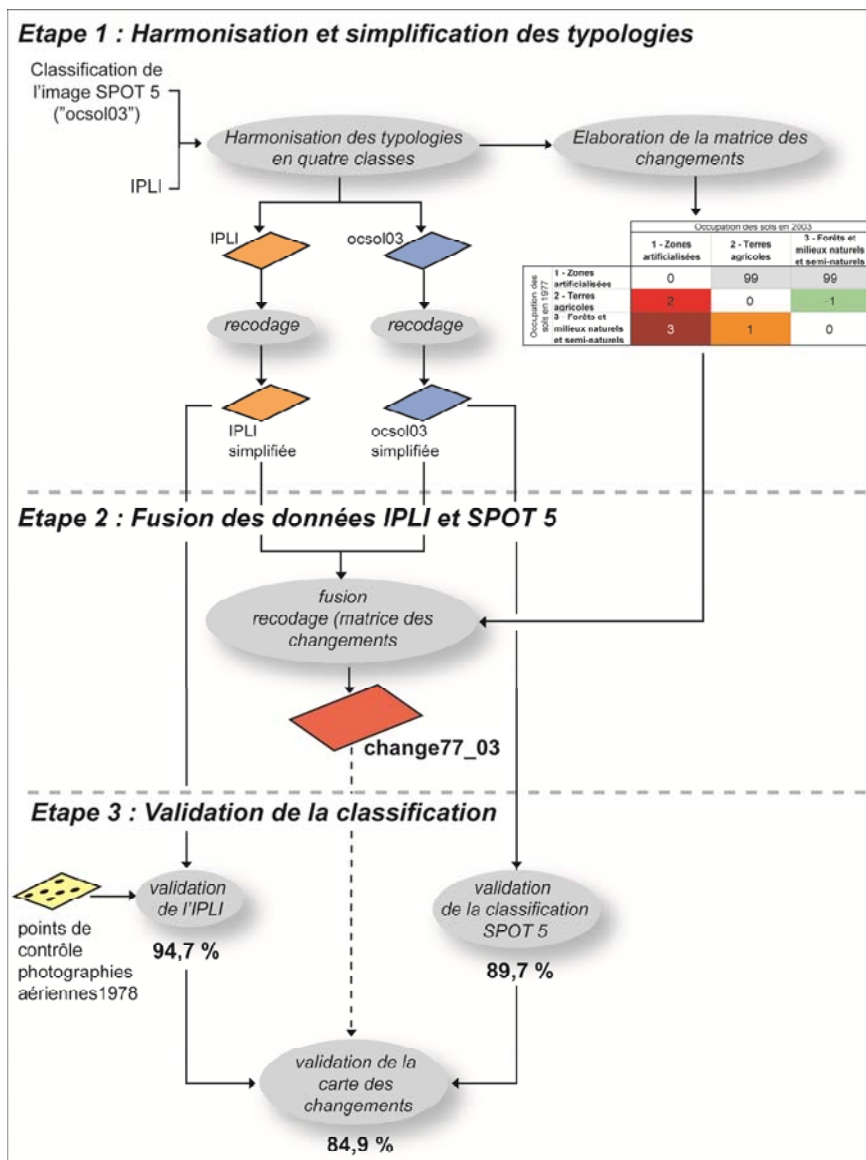 Etape 1 : Harmonisation et simplification des typologies
Classification de
l'image SPOT 5
("ocsol03")
IPLI
Harmonisation des typologies
en quatre classes
Elaboration de la matrice des
changements
IPLI
ocsol03
recodage
recodage
IPLI
simplifiée
ocsol03
simplifiée
Occupation des sols en 2003
1 - Zones
artificialisées
2 - Terres
agricoles
3 - Forêts et
milieux naturels
et semi-naturels
Occupation des
sols en 1977
1 - Zones
artificialisées
0
99
99
2 - Terres
agricoles
2
0
-1
3 - Forêts et
milieux naturels
et semi-naturels
3
1
0
Etape 2 : Fusion des données IPLI et SPOT 5
fusion
recodage (matrice des
changements
change77_03
Etape 3 : Validation de la classification
points de
contrôle
photographies
aériennes1978
validation
de l'IPLI
94,7 %
validation
de la classification
SPOT 5
89,7 %
validation de la
carte des
changements
84,9 %